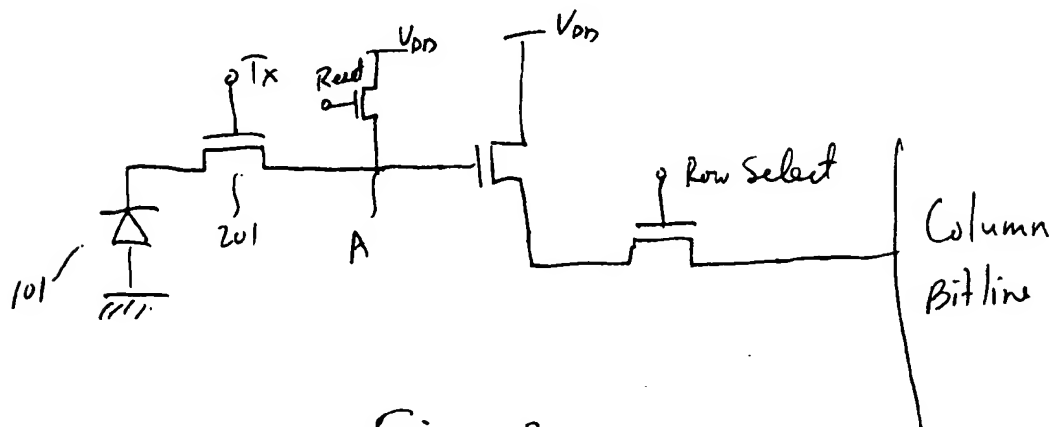 VDD
VDD
Tx
Reset
Row Select
201
A
101
Column
Bitline